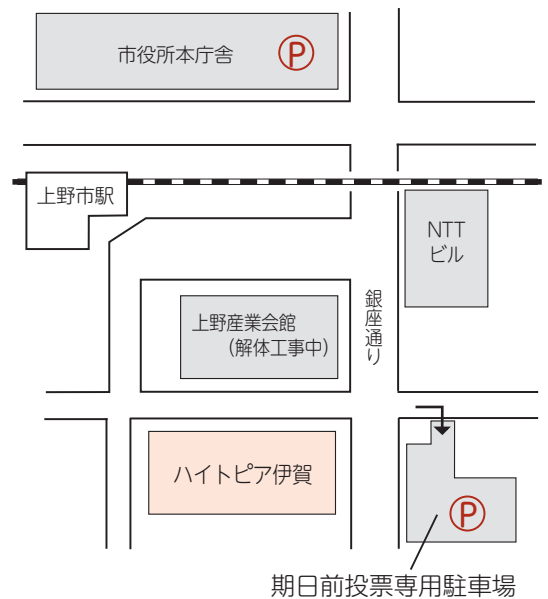 市役所本庁舎
P
上野市駅
NTT
ビル
銀座通り
上野産業会館
（解体工事中）
ハイトピア伊賀
P
期日前投票専用駐車場